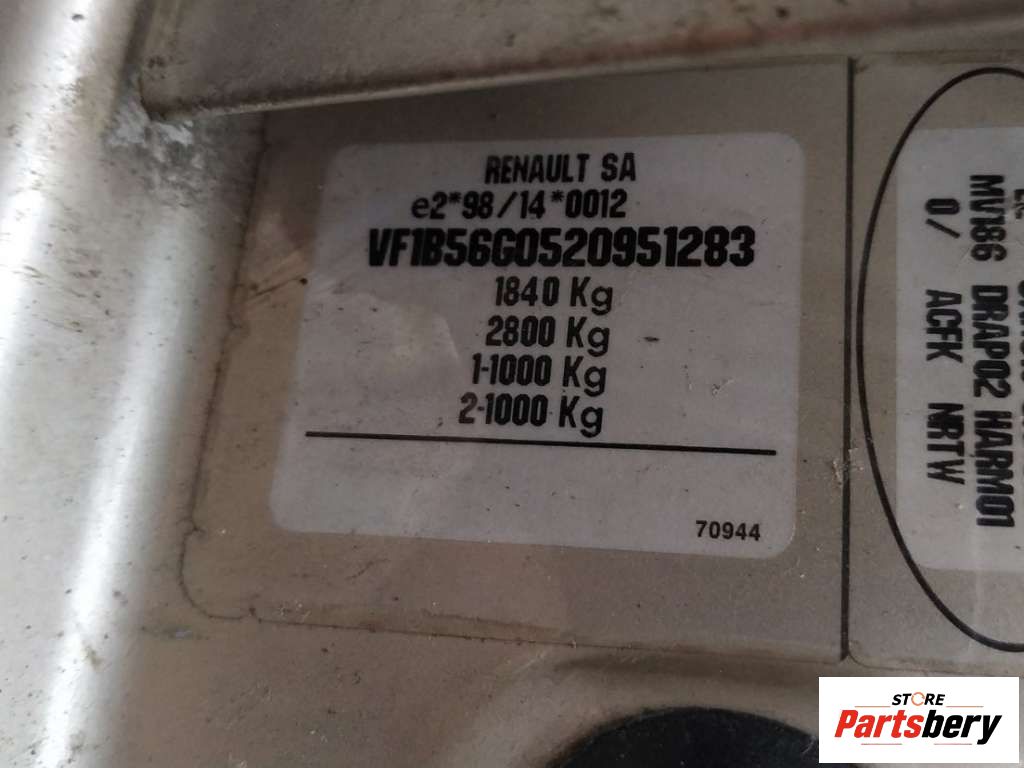 RENAULT SA
e2*98/14*0012
VF1B56G0520951283
1840 Kg
2800 Kg
1-1000 Kg
2-1000 Kg
70944
MV186 DRAP02 HARM01
0/ ACFK NRTW
STORE
Partsbery